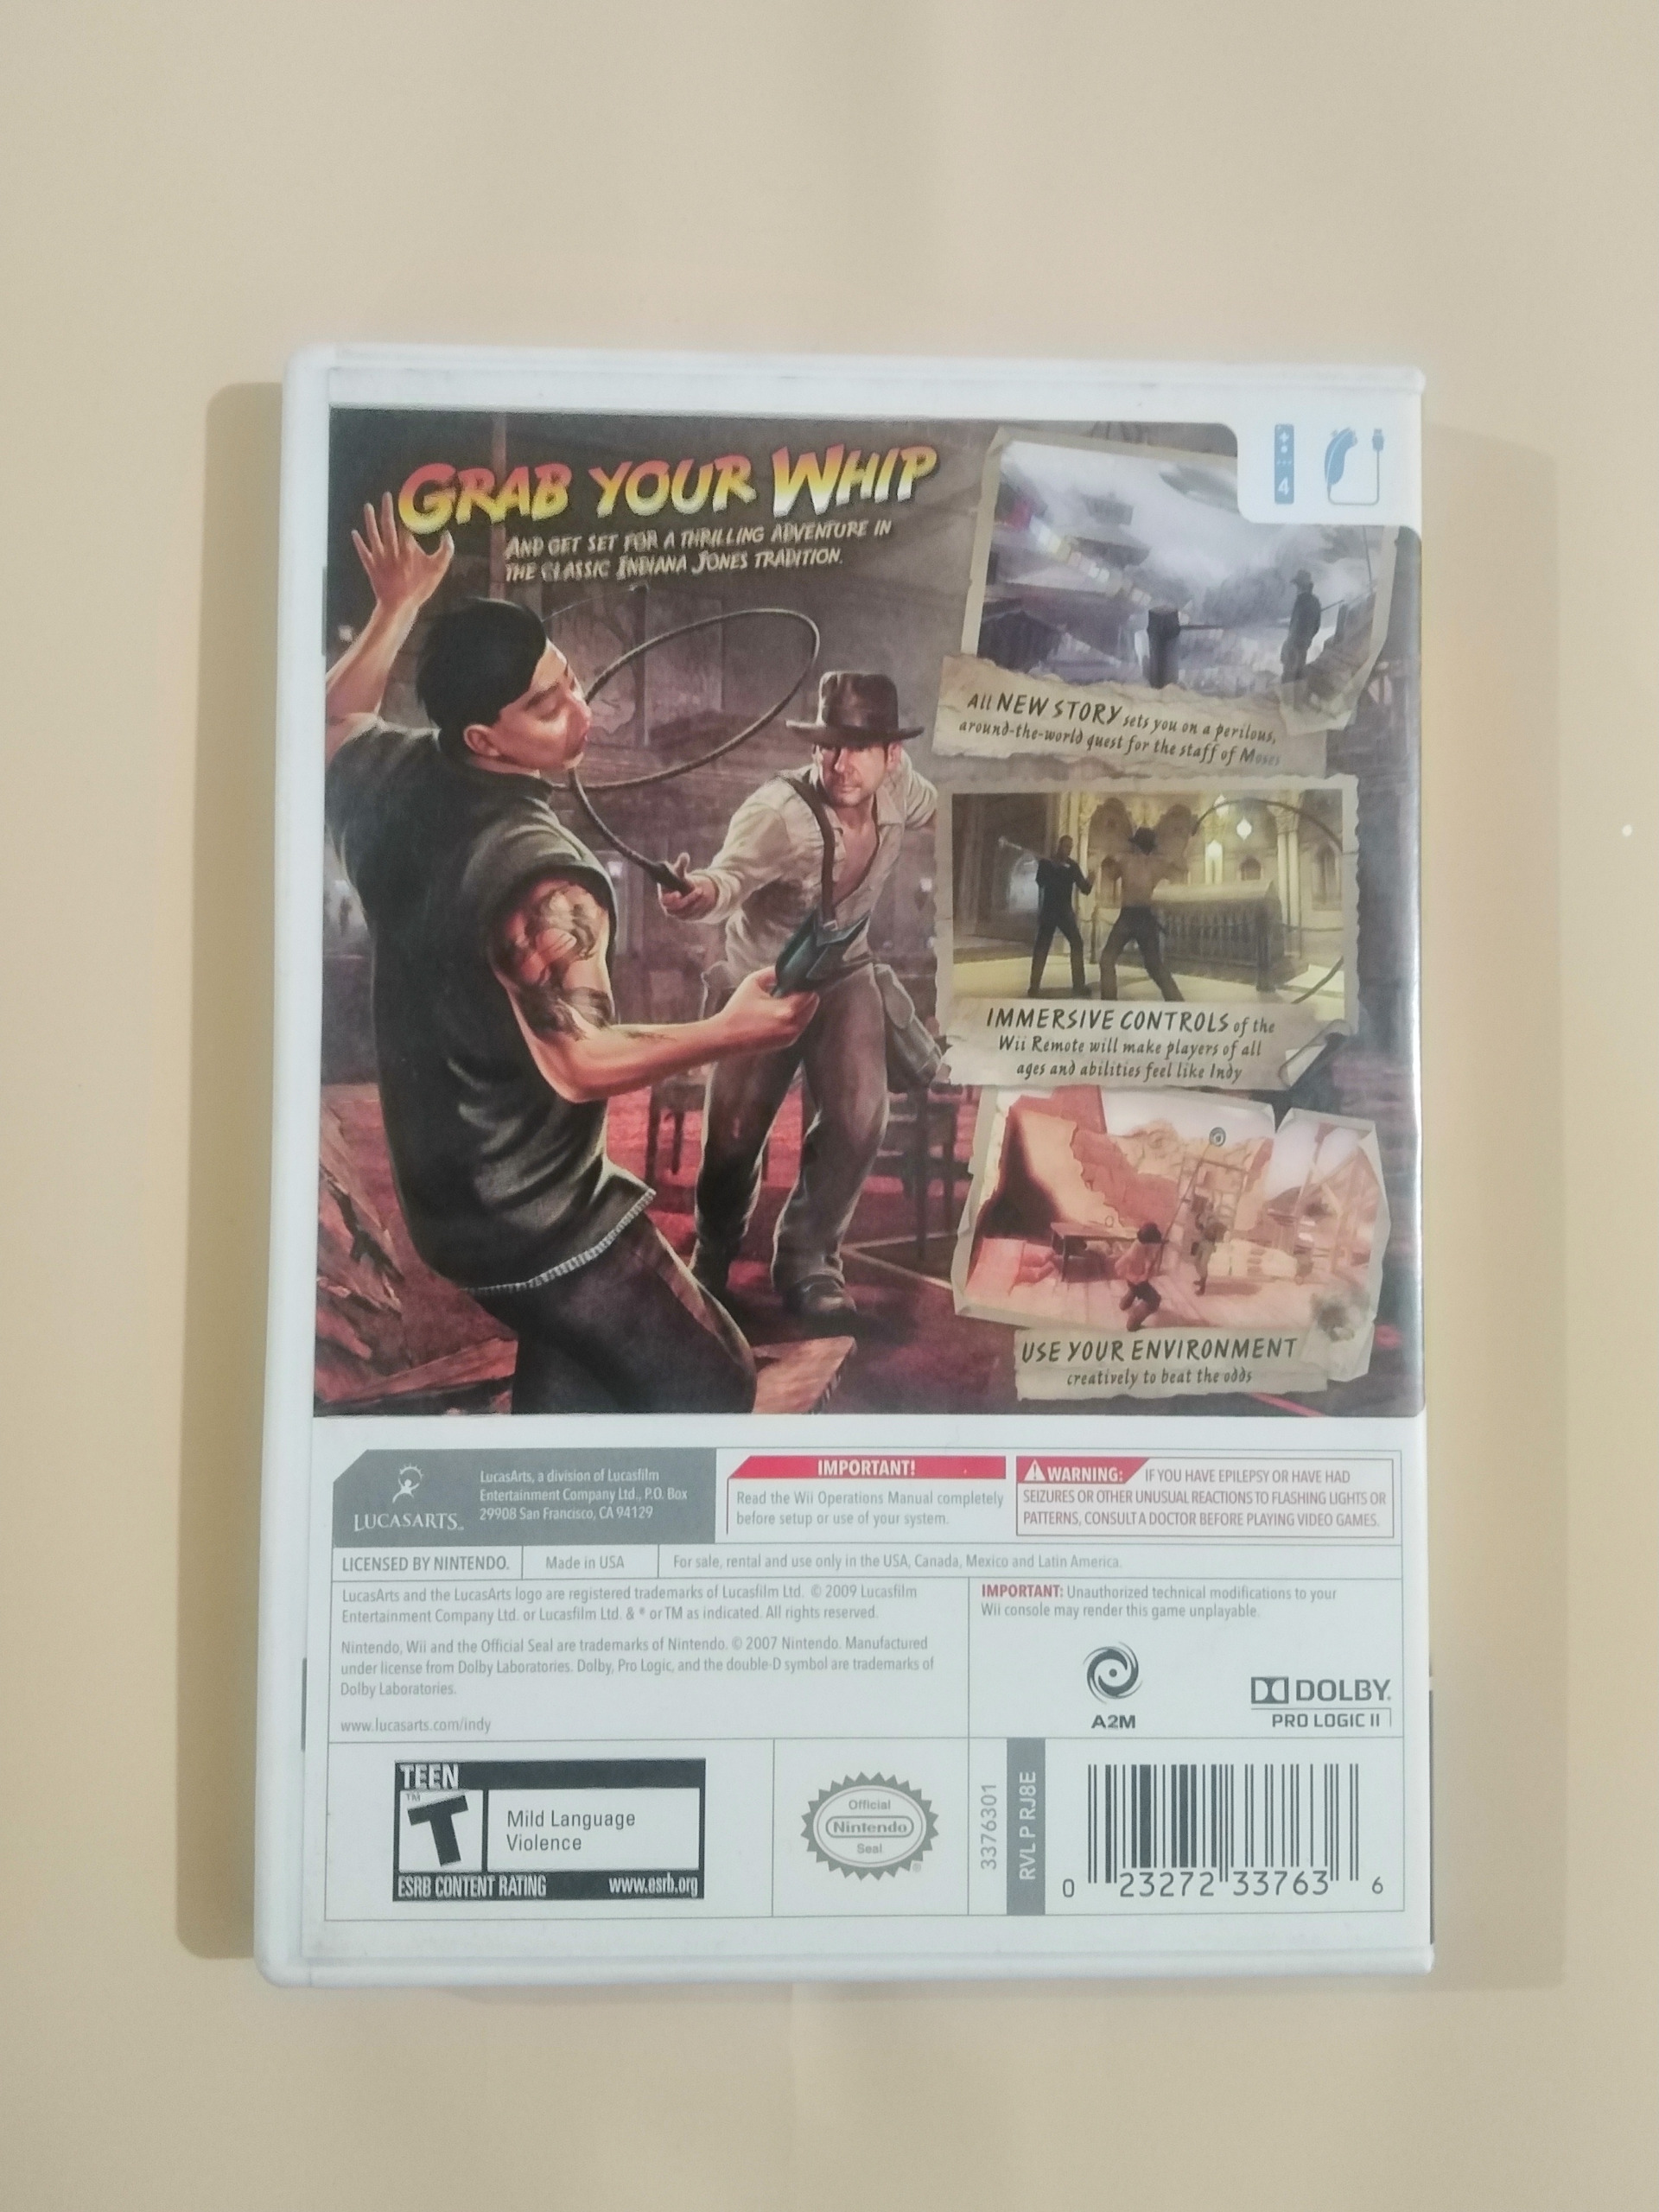 GRAB YOUR WHIP
AND GET SET FOR A THRILLING ADVENTURE IN
THE CLASSIC INDIANA JONES TRADITION.
4
All NEW STORY sets you on a perilous,
around-the-world quest for the staff of Moses
IMMERSIVE CONTROLS of the
Wii Remote will make players of all
ages and abilities feel like Indy
USE YOUR ENVIRONMENT
creatively to beat the odds
LUCASARTS™
LucasArts, a division of Lucasfilm
Entertainment Company Ltd., P.O. Box
29908 San Francisco, CA 94129
IMPORTANT!
Read the Wii Operations Manual completely
before setup or use of your system.
WARNING: IF YOU HAVE EPILEPSY OR HAVE HAD
SEIZURES OR OTHER UNUSUAL REACTIONS TO FLASHING LIGHTS OR
PATTERNS, CONSULT A DOCTOR BEFORE PLAYING VIDEO GAMES.
LICENSED BY NINTENDO.
Made in USA
For sale, rental and use only in the USA, Canada, Mexico and Latin America.
LucasArts and the LucasArts logo are registered trademarks of Lucasfilm Ltd. © 2009 Lucasfilm
Entertainment Company Ltd. or Lucasfilm Ltd. & ® or TM as indicated. All rights reserved.
Nintendo, Wii and the Official Seal are trademarks of Nintendo. © 2007 Nintendo. Manufactured
under license from Dolby Laboratories. Dolby, Pro Logic, and the double-D symbol are trademarks of
Dolby Laboratories.
www.lucasarts.com/indy
IMPORTANT: Unauthorized technical modifications to your
Wii console may render this game unplayable.
A2M
DOLBY
PRO LOGIC II
TEEN
T™
Mild Language
Violence
ESRB CONTENT RATING www.esrb.org
Official
Nintendo
Seal
®
3376301
RVL P RJ8E
0 23272 33763 6